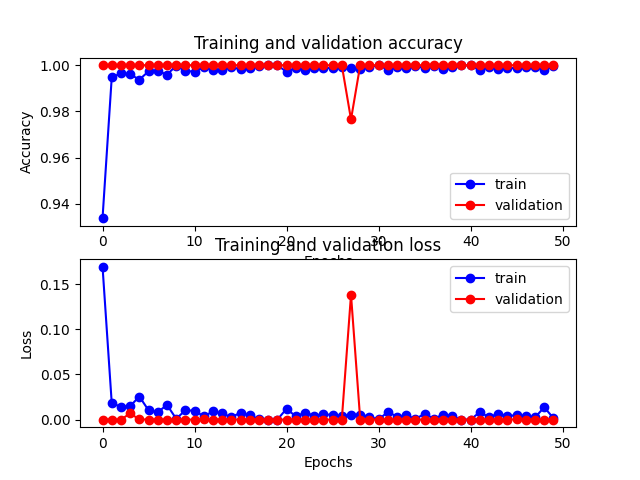 Training and validation accuracy
1.00
0.98
0.96
0.94
Accuracy
train
validation
0 10 20 30 40 50
Epochs
Training and validation loss
0.15
0.10
0.05
0.00
Loss
train
validation
0 10 20 30 40 50
Epochs